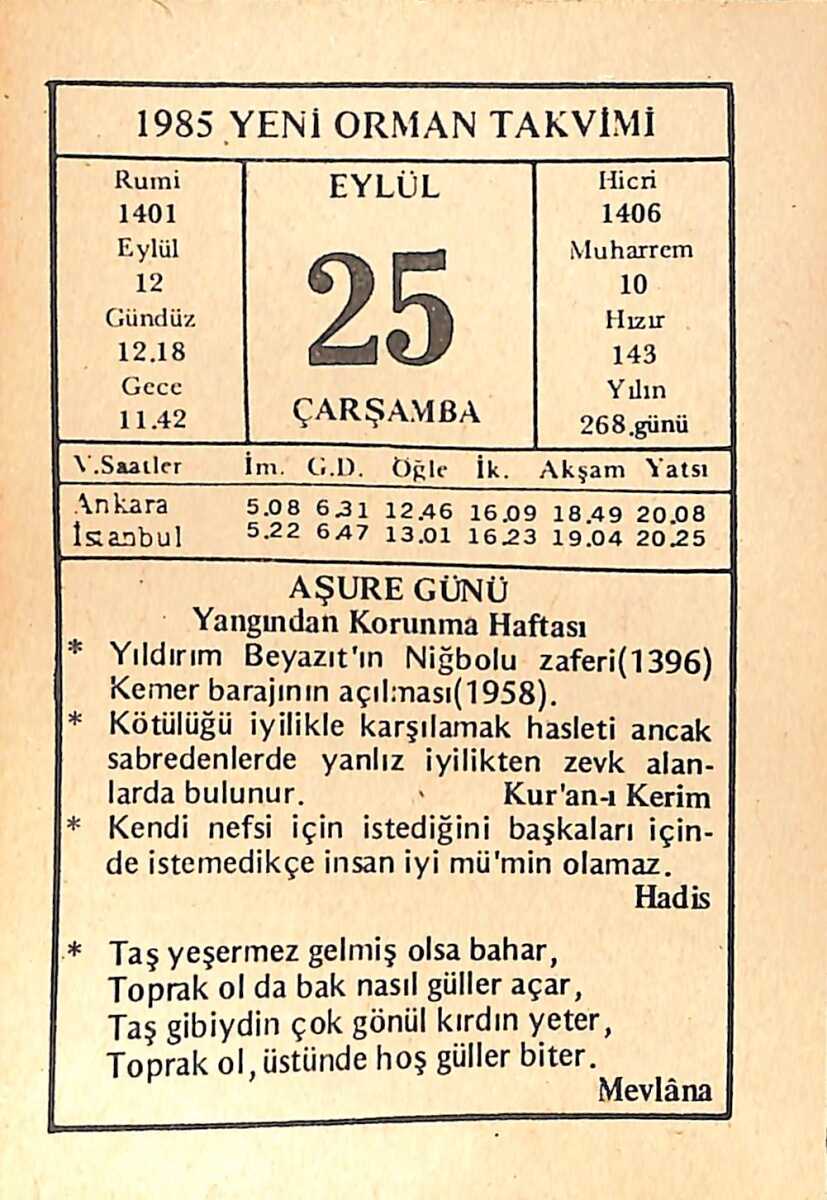 1985 YENİ ORMAN TAKVİMİ
Rumi
1401
Eylül
12
Gündüz
12.18
Gece
11.42
EYLÜL
25
ÇARŞAMBA
Hicri
1406
Muharrem
10
Hızır
143
Yılın
268.günü
V.Saatler İm. G.D. Öğle İk. Akşam Yatsı
Ankara 5.08 6.31 12.46 16.09 18.49 20.08
İstanbul 5.22 6.47 13.01 16.23 19.04 20.25
AŞURE GÜNÜ
Yangından Korunma Haftası
* Yıldırım Beyazıt'ın Niğbolu zaferi(1396)
Kemer barajının açılması(1958).
* Kötülüğü iyilikle karşılamak hasleti ancak
sabredenlerde yanlız iyilikten zevk alan-
larda bulunur. Kur'an-ı Kerim
* Kendi nefsi için istediğini başkaları için-
de istemedikçe insan iyi mü'min olamaz.
Hadis
* Taş yeşermez gelmiş olsa bahar,
Toprak ol da bak nasıl güller açar,
Taş gibiydin çok gönül kırdın yeter,
Toprak ol, üstünde hoş güller biter.
Mevlâna